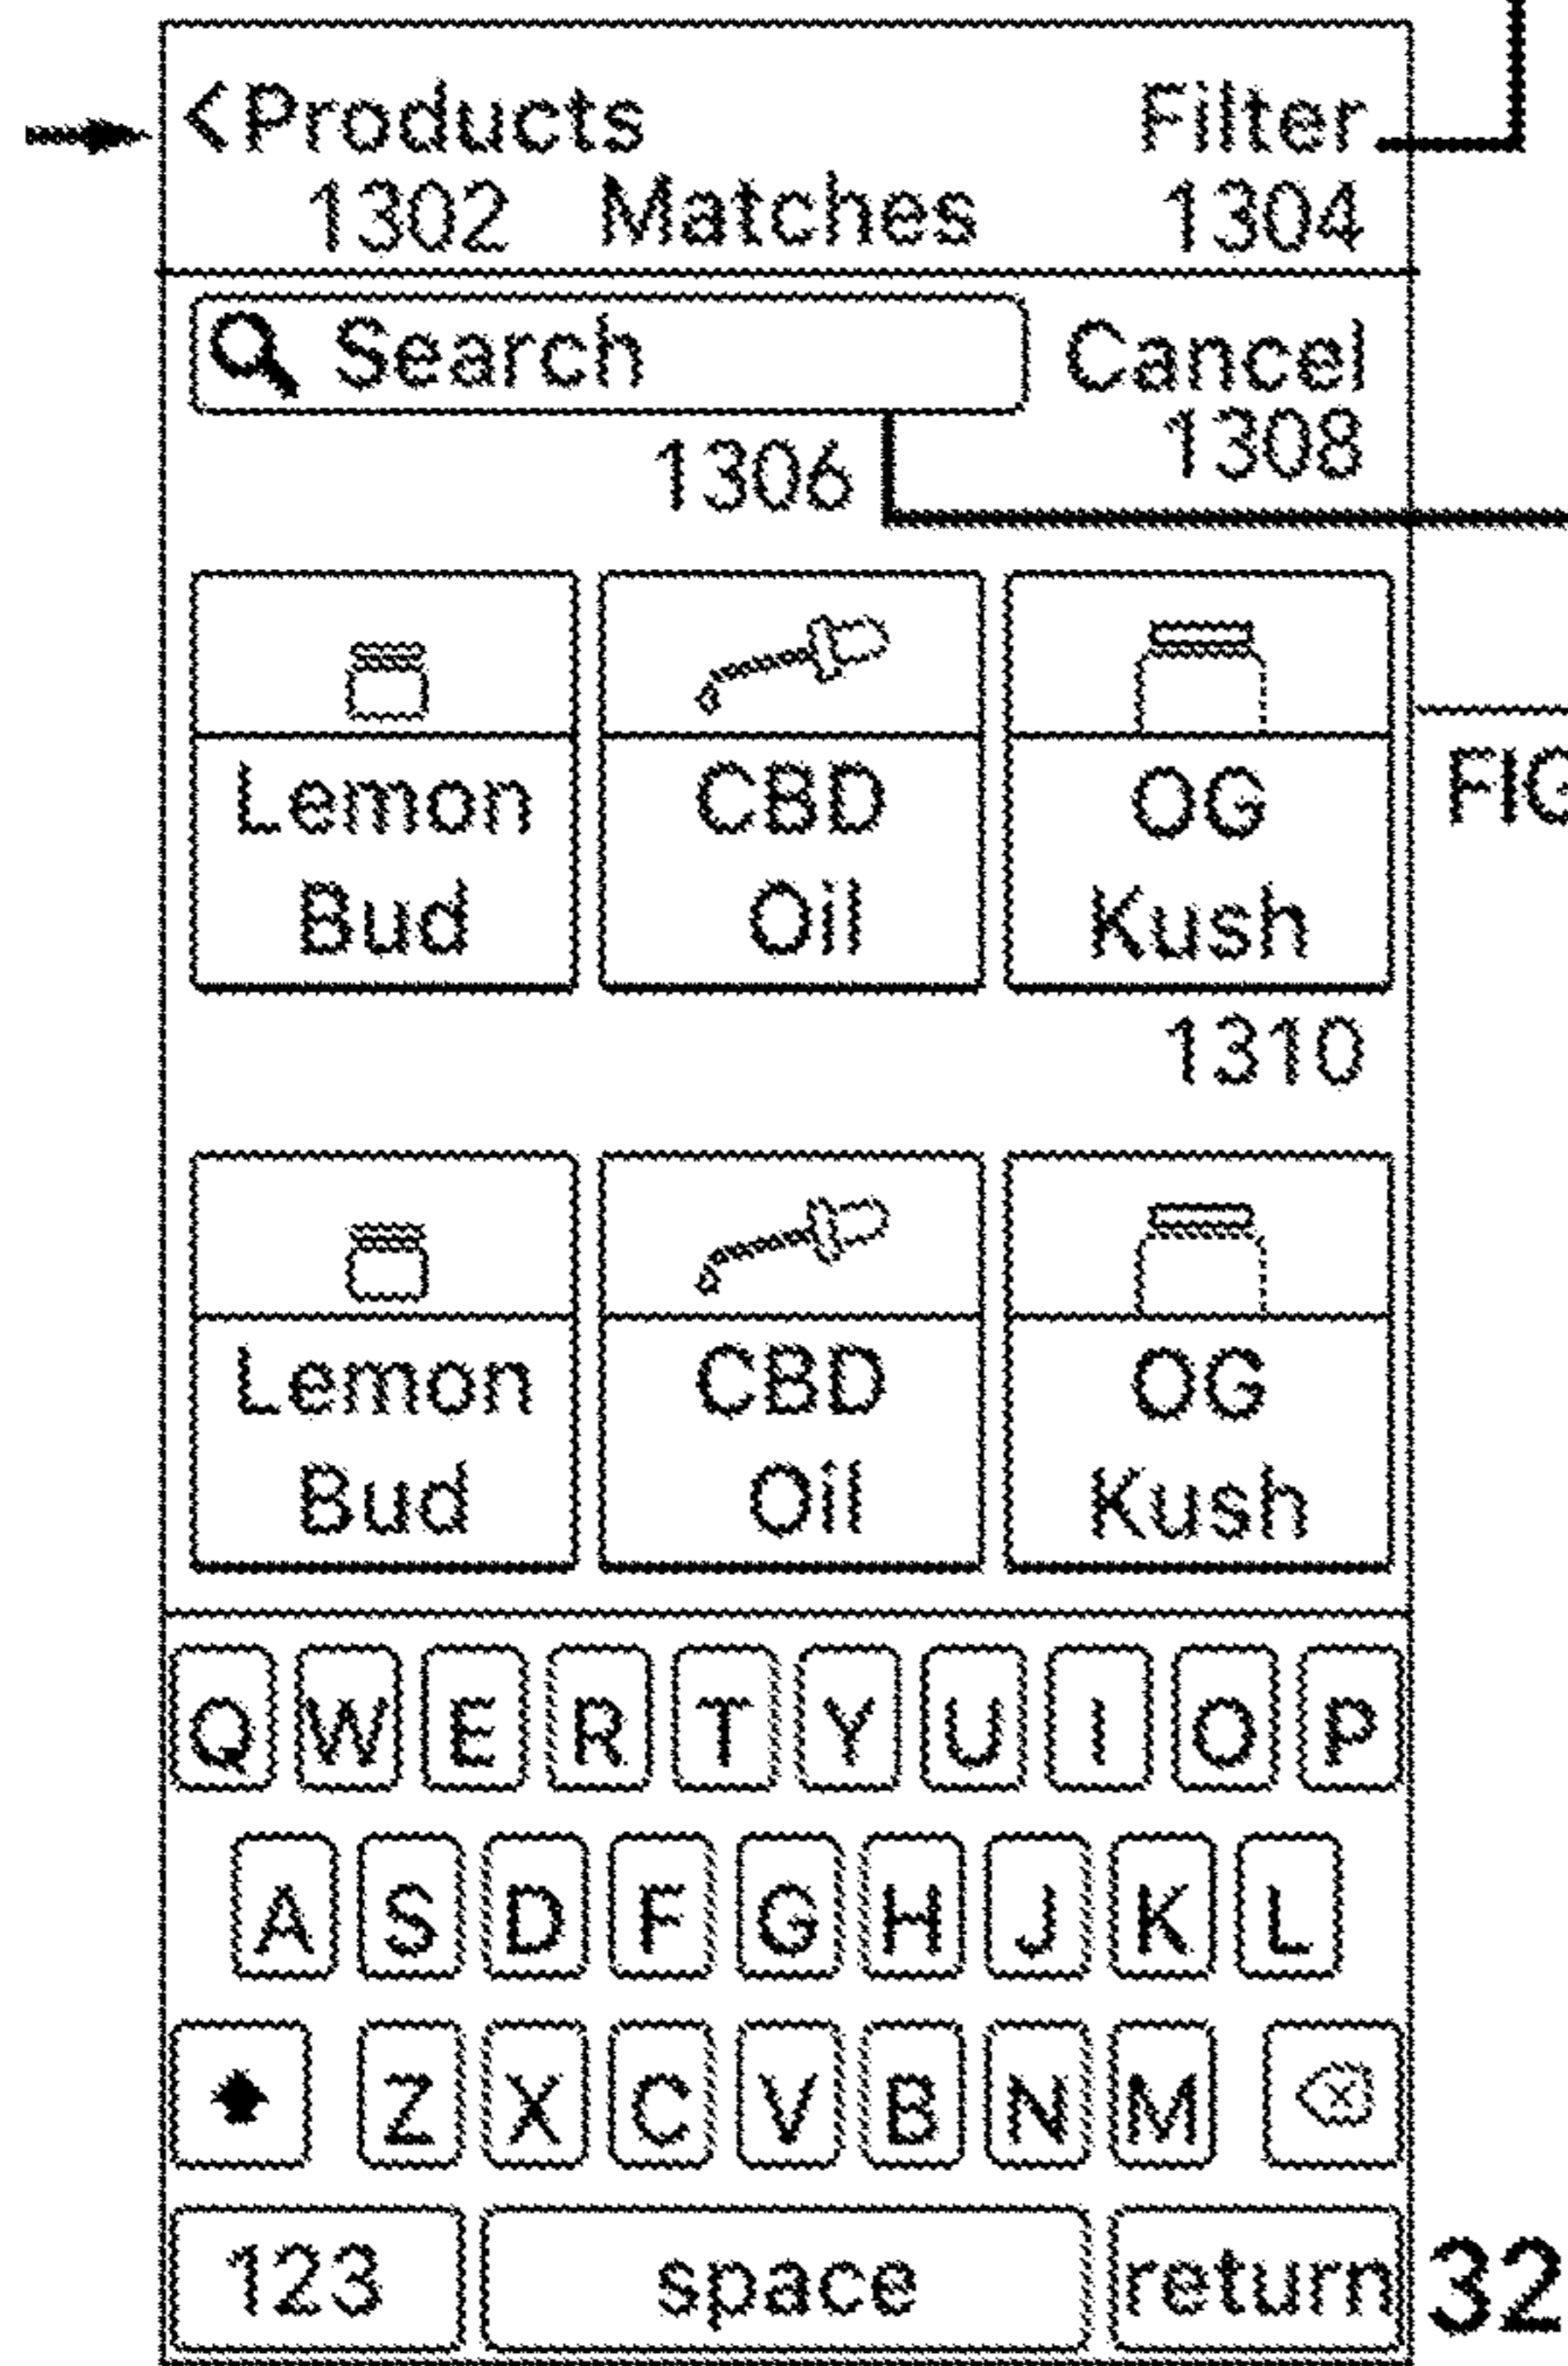 <Products Filter
1302 Matches 1304
Search Cancel
1306 1308
Lemon Bud CBD Oil OG Kush
FIG
1310
Lemon Bud CBD Oil OG Kush
Q W E R T Y U I O P
A S D F G H J K L
Z X C V B N M
123 space return 32